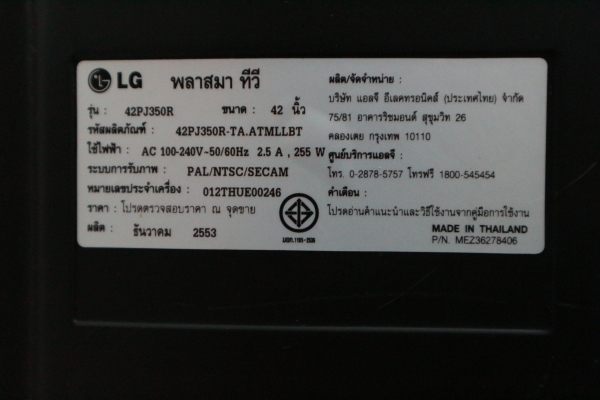 LG พลาสมา ทีวี
รุ่น : 42PJ350R ขนาด : 42 นิ้ว
รหัสผลิตภัณฑ์ : 42PJ350R-TA.ATMLLBT
ใช้ไฟฟ้า : AC 100-240V~50/60Hz 2.5 A , 255 W
ระบบการรับภาพ : PAL/NTSC/SECAM
หมายเลขประจำเครื่อง : 012THUE00246
ราคา : โปรดตรวจสอบราคา ณ จุดขาย
ผลิต : ธันวาคม 2553
มอก. 1195-2536
ผลิต/จัดจำหน่าย :
บริษัท แอลจี อีเลคทรอนิคส์ (ประเทศไทย) จำกัด
75/81 อาคารริชมอนด์ สุขุมวิท 26
คลองเตย กรุงเทพ 10110
ศูนย์บริการแอลจี :
โทร. 0-2878-5757 โทรฟรี 1800-545454
คำเตือน :
โปรดอ่านคำแนะนำและวิธีใช้งานจากคู่มือการใช้งาน
MADE IN THAILAND
P/N. MEZ36278406